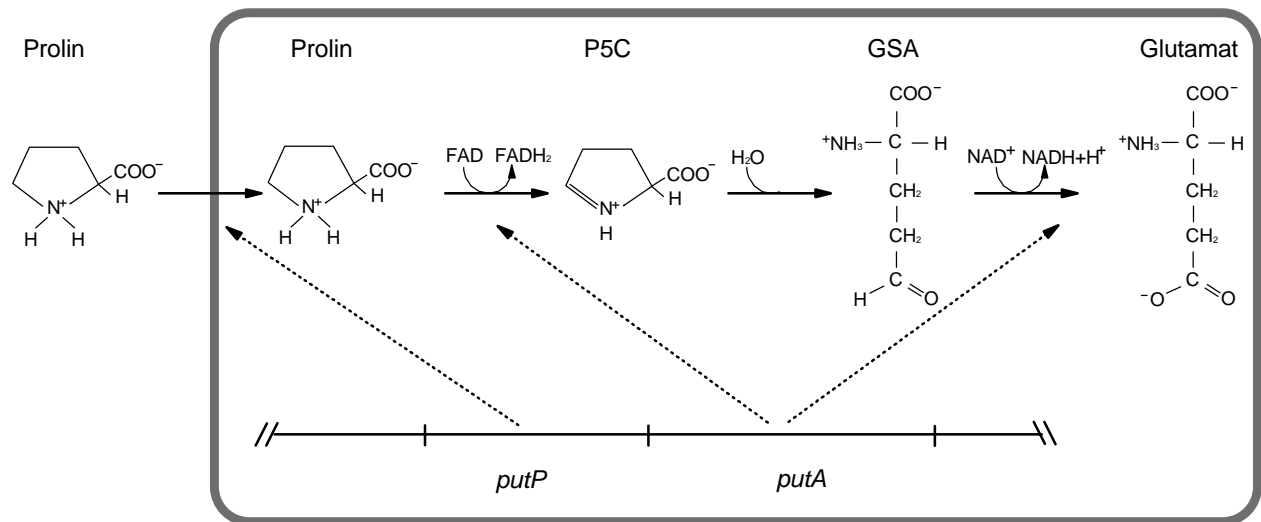 Prolin Prolin P5C GSA Glutamat
COO⁻ COO⁻
⁺NH₃ C H ⁺NH₃ C H
COO⁻ COO⁻ COO⁻
FAD FADH₂ H₂O NAD⁺ NADH+H⁺
H H H
N⁺ N⁺ N⁺
CH₂ CH₂
H H H H H
CH₂ CH₂
H C O ⁻O C O
putP putA